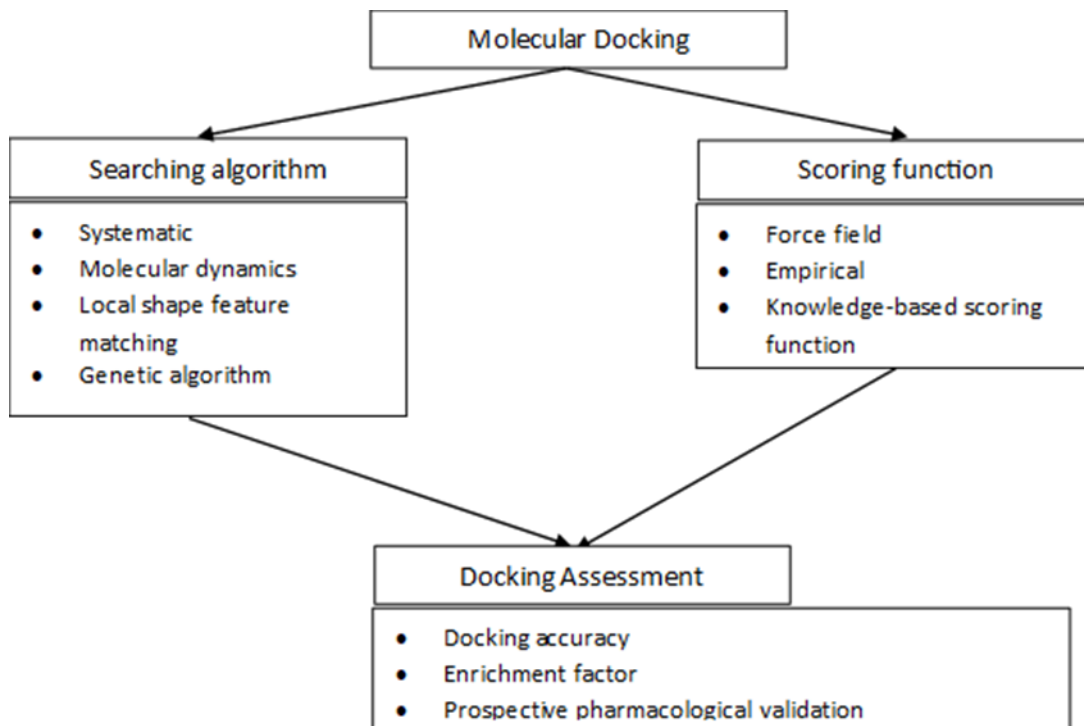 Molecular Docking
Searching algorithm
• Systematic
• Molecular dynamics
• Local shape feature
matching
• Genetic algorithm
Scoring function
• Force field
• Empirical
• Knowledge-based scoring
function
Docking Assessment
• Docking accuracy
• Enrichment factor
• Prospective pharmacological validation